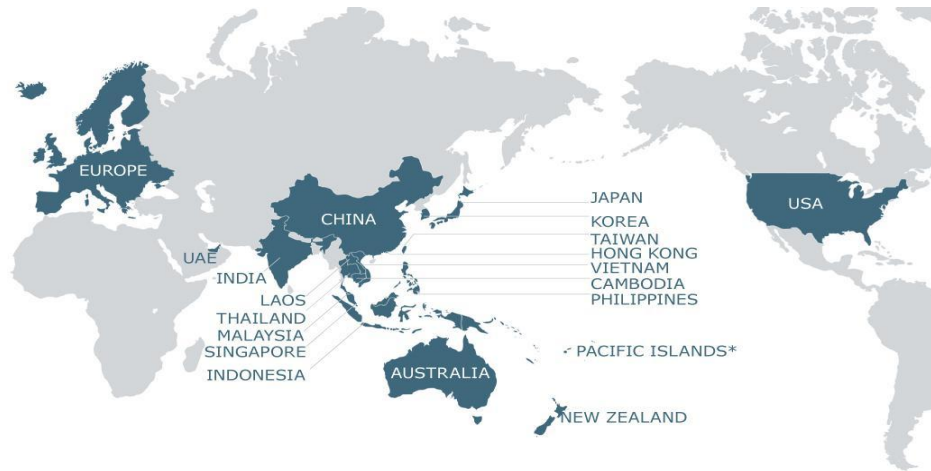 EUROPE
CHINA
USA
JAPAN
KOREA
TAIWAN
HONG KONG
VIETNAM
CAMBODIA
PHILIPPINES
UAE
INDIA
LAOS
THAILAND
MALAYSIA
SINGAPORE
INDONESIA
PACIFIC ISLANDS*
AUSTRALIA
NEW ZEALAND